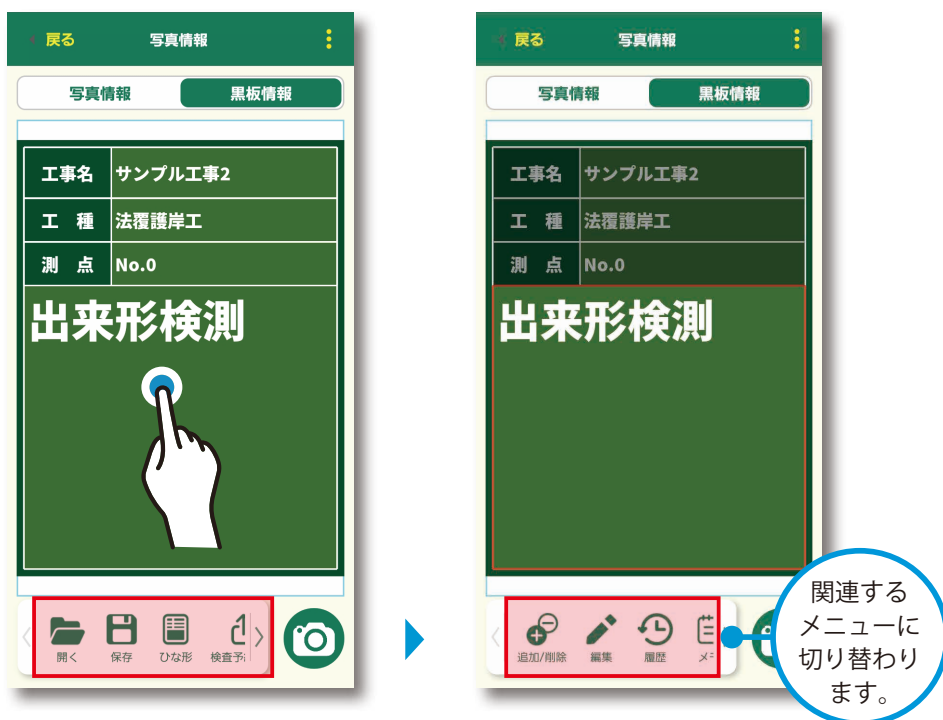 戻る
写真情報
写真情報
黒板情報
工事名
サンプル工事2
工 種
法覆護岸工
測 点
No.0
出来形検測
開く
保存
ひな形
検査予
戻る
写真情報
写真情報
黒板情報
工事名
サンプル工事2
工 種
法覆護岸工
測 点
No.0
出来形検測
追加/削除
編集
履歴
メ
関連する
メニューに
切り替わり
ます。